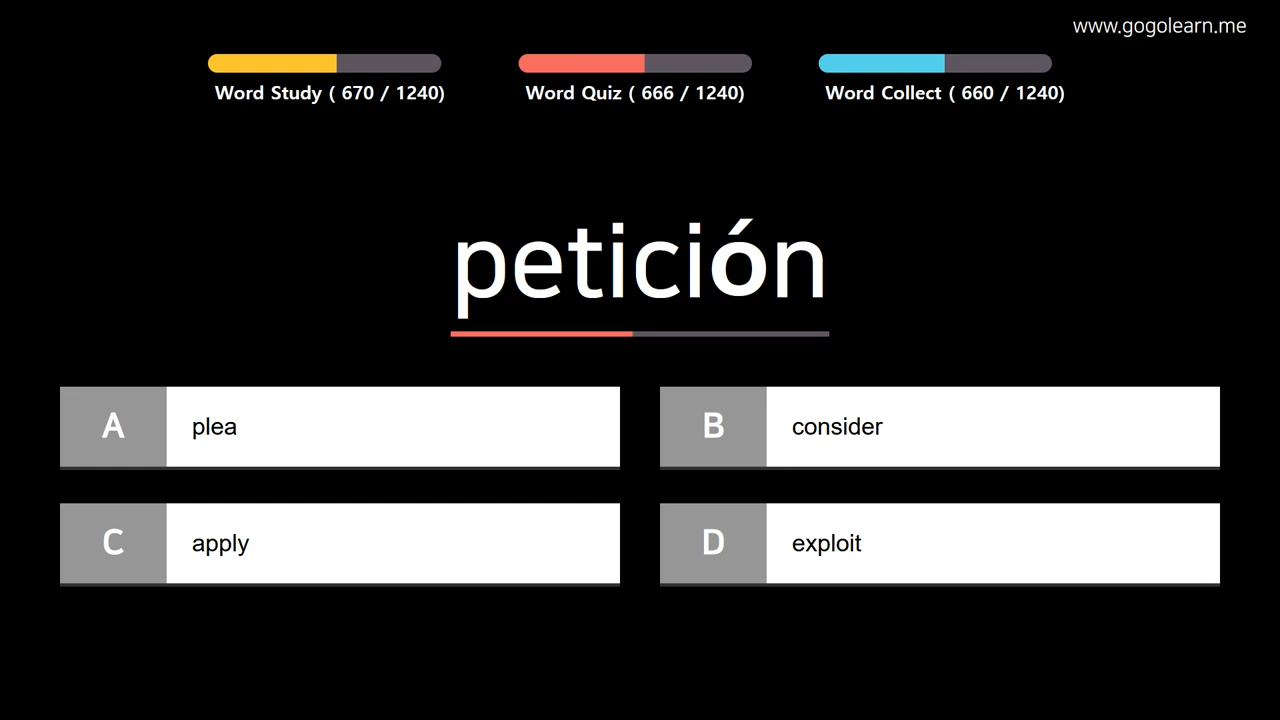 www.gogolearn.me
Word Study ( 670 / 1240)
Word Quiz ( 666 / 1240)
Word Collect ( 660 / 1240)
petición
A plea
B consider
C apply
D exploit